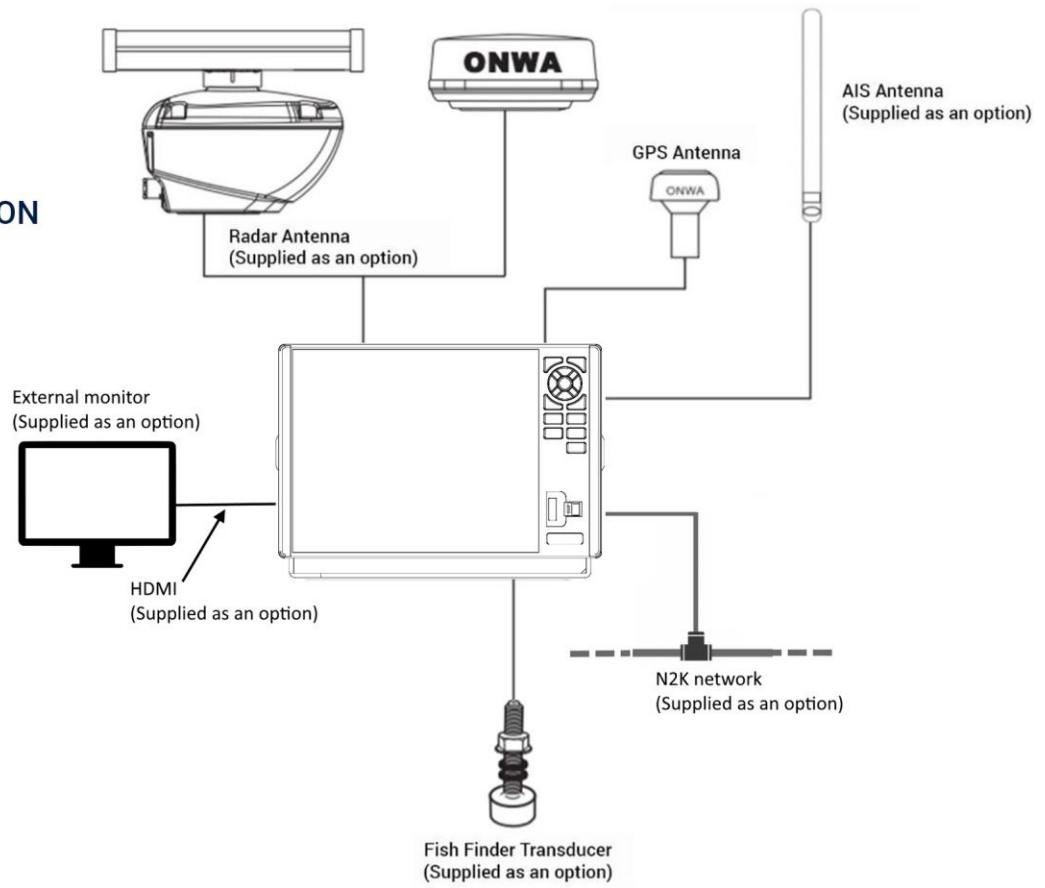 ONWA
AIS Antenna
(Supplied as an option)
GPS Antenna
ONWA
ON
Radar Antenna
(Supplied as an option)
External monitor
(Supplied as an option)
HDMI
(Supplied as an option)
N2K network
(Supplied as an option)
Fish Finder Transducer
(Supplied as an option)